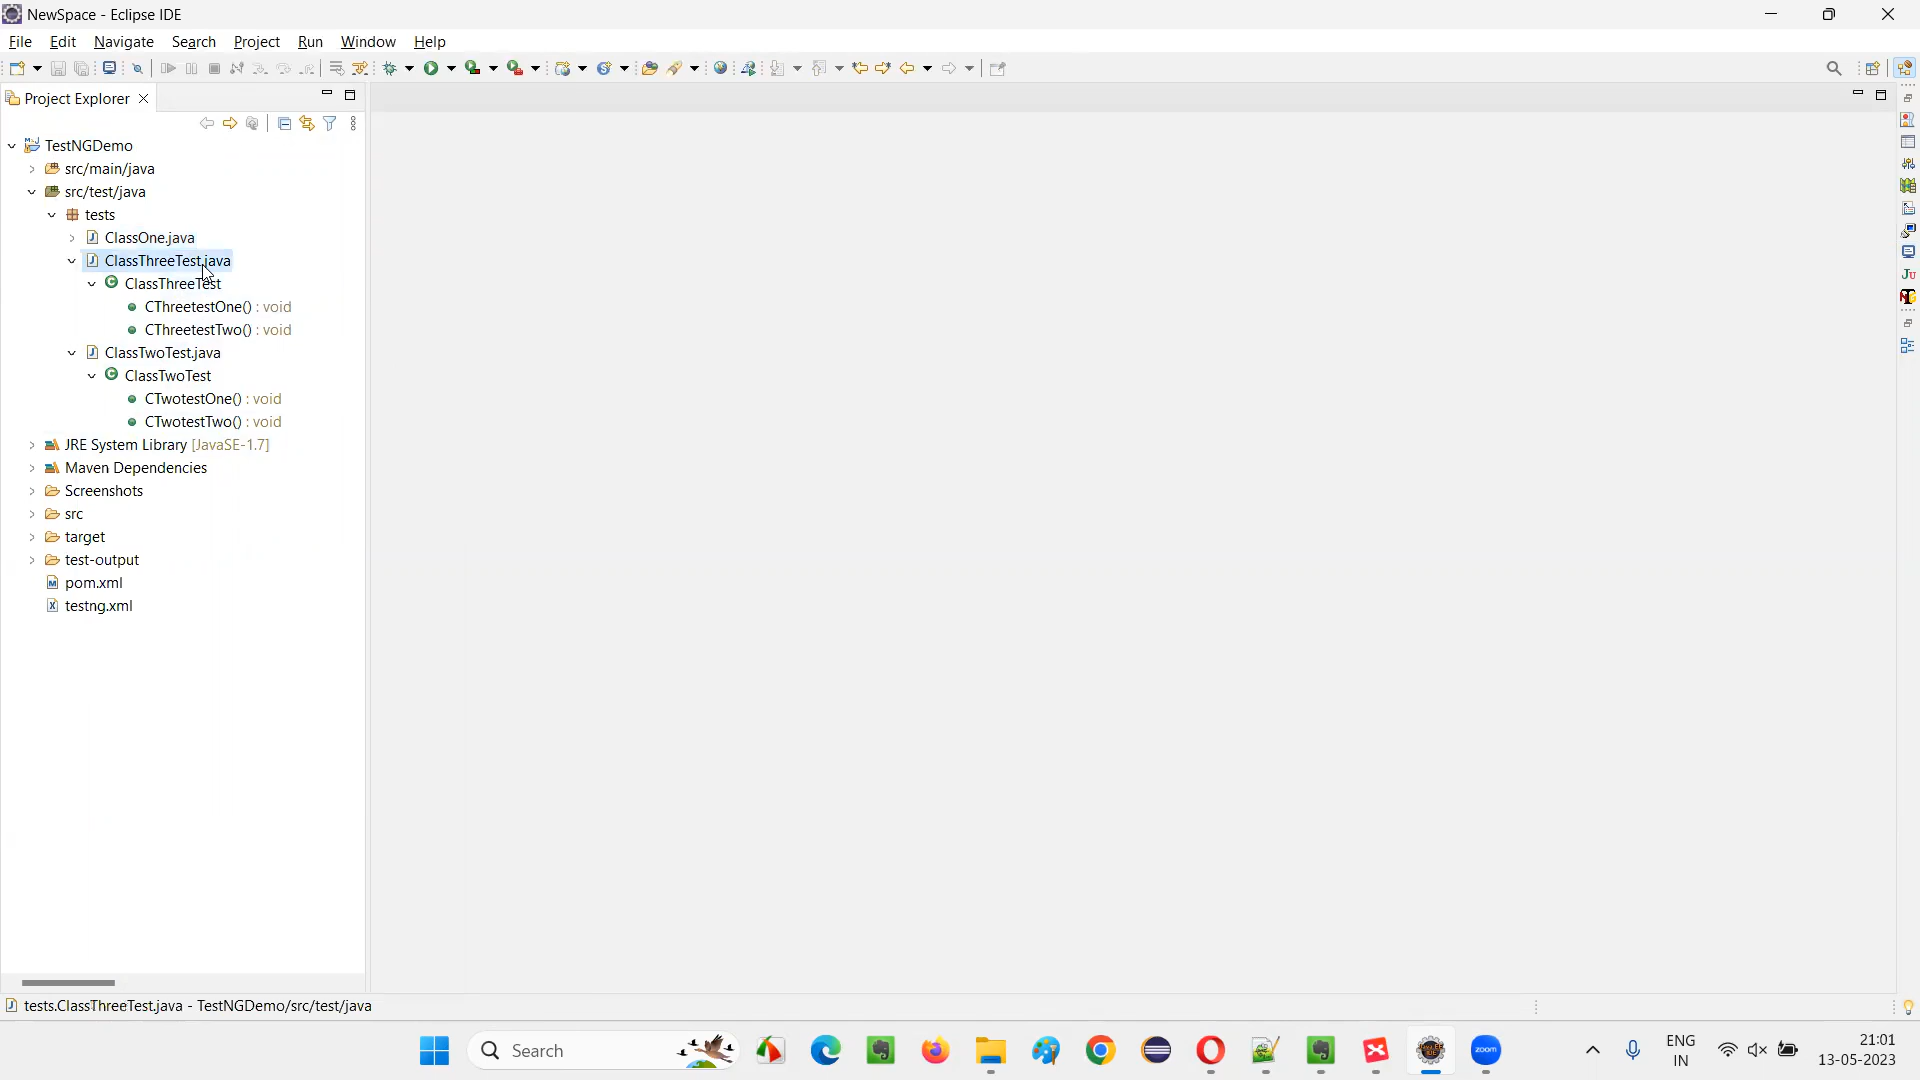 NewSpace - Eclipse IDE
File Edit Navigate Search Project Run Window Help
Project Explorer
TestNGDemo
src/main/java
src/test/java
tests
ClassOne.java
ClassThreeTest.java
ClassThreeTest
CThreetestOne() : void
CThreetestTwo() : void
ClassTwoTest.java
ClassTwoTest
CTwotestOne() : void
CTwotestTwo() : void
JRE System Library [JavaSE-1.7]
Maven Dependencies
Screenshots
src
target
test-output
pom.xml
testng.xml
tests.ClassThreeTest.java - TestNGDemo/src/test/java
Search
zoom
ENG
IN
21:01
13-05-2023